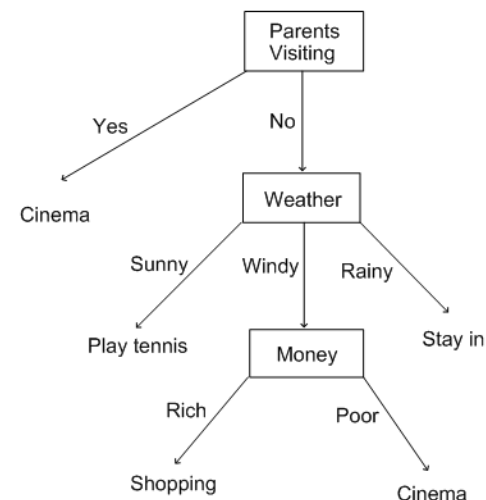 Parents
Visiting
Yes
No
Cinema
Weather
Sunny
Windy
Rainy
Play tennis
Money
Stay in
Rich
Poor
Shopping
Cinema